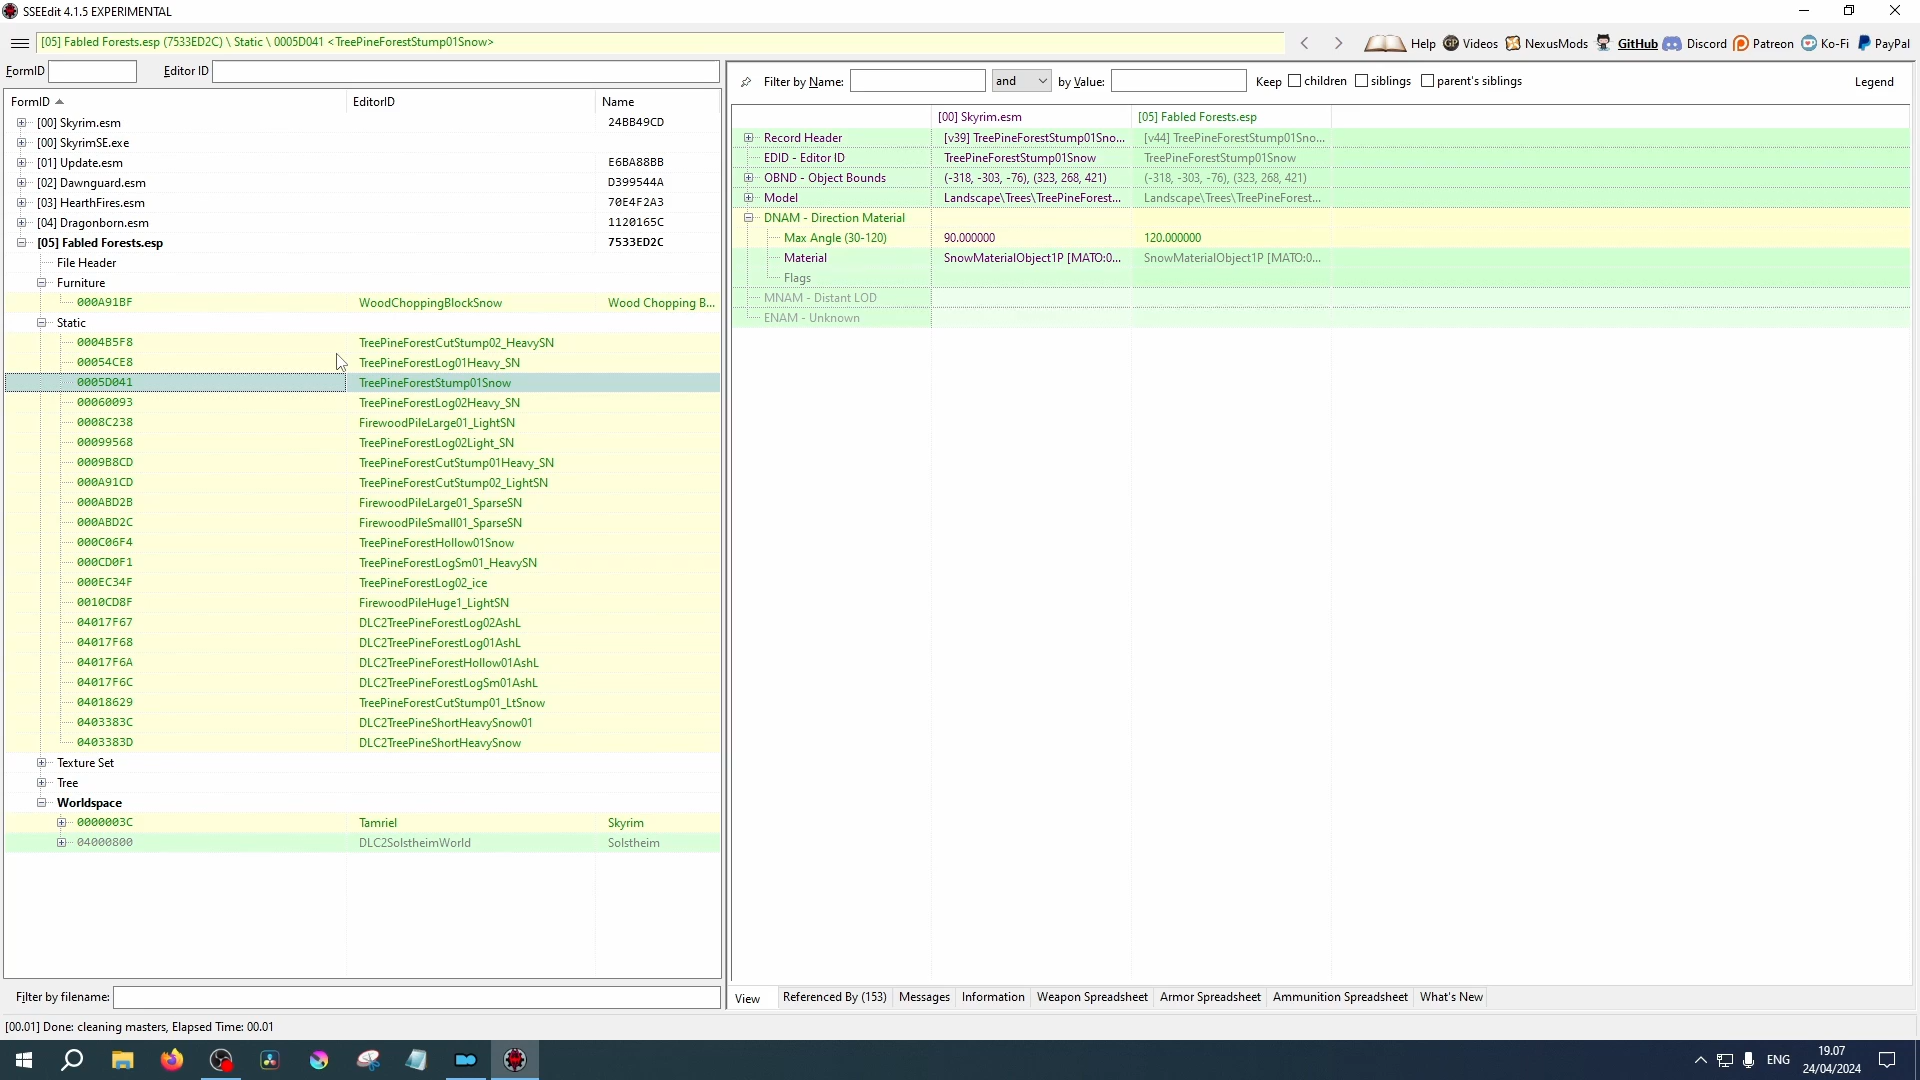 SSEEdit 4.1.5 EXPERIMENTAL
[05] Fabled Forests.esp (7533ED2C) \ Static \ 0005D041 <TreePineForestStump01Snow>
Help Videos NexusMods GitHub Discord Patreon Ko-Fi PayPal
FormID Editor ID
Filter by Name: and by Value: Keep children siblings parent's siblings Legend
FormID EditorID Name
[00] Skyrim.esm 24BB49CD
[00] SkyrimSE.exe
[01] Update.esm E6BA88BB
[02] Dawnguard.esm D399544A
[03] HearthFires.esm 70E4F2A3
[04] Dragonborn.esm 1120165C
[05] Fabled Forests.esp 7533ED2C
File Header
Furniture
000A91BF WoodChoppingBlockSnow Wood Chopping B...
Static
0004B5F8 TreePineForestCutStump02_HeavySN
00054CE8 TreePineForestLog01Heavy_SN
0005D041 TreePineForestStump01Snow
00060093 TreePineForestLog02Heavy_SN
0008C238 FirewoodPileLarge01_LightSN
00099568 TreePineForestLog02Light_SN
0009B8CD TreePineForestCutStump01Heavy_SN
000A91CD TreePineForestCutStump02_LightSN
000ABD2B FirewoodPileLarge01_SparseSN
000ABD2C FirewoodPileSmall01_SparseSN
000C06F4 TreePineForestHollow01Snow
000CD0F1 TreePineForestLogSm01_HeavySN
000EC34F TreePineForestLog02_ice
0010CD8F FirewoodPileHuge1_LightSN
04017F67 DLC2TreePineForestLog02AshL
04017F68 DLC2TreePineForestLog01AshL
04017F6A DLC2TreePineForestHollow01AshL
04017F6C DLC2TreePineForestLogSm01AshL
04018629 TreePineForestCutStump01_LtSnow
0403383C DLC2TreePineShortHeavySnow01
0403383D DLC2TreePineShortHeavySnow
Texture Set
Tree
Worldspace
0000003C Tamriel Skyrim
04000800 DLC2SolstheimWorld Solstheim
[00] Skyrim.esm [05] Fabled Forests.esp
Record Header [v39] TreePineForestStump01Sno... [v44] TreePineForestStump01Sno...
EDID - Editor ID TreePineForestStump01Snow TreePineForestStump01Snow
OBND - Object Bounds (-318, -303, -76), (323, 268, 421) (-318, -303, -76), (323, 268, 421)
Model Landscape\Trees\TreePineForest... Landscape\Trees\TreePineForest...
DNAM - Direction Material
Max Angle (30-120) 90.000000 120.000000
Material SnowMaterialObject1P [MATO:0... SnowMaterialObject1P [MATO:0...
Flags
MNAM - Distant LOD
ENAM - Unknown
Filter by filename:
View Referenced By (153) Messages Information Weapon Spreadsheet Armor Spreadsheet Ammunition Spreadsheet What's New
[00.01] Done: cleaning masters, Elapsed Time: 00.01
ENG 19.07
24/04/2024